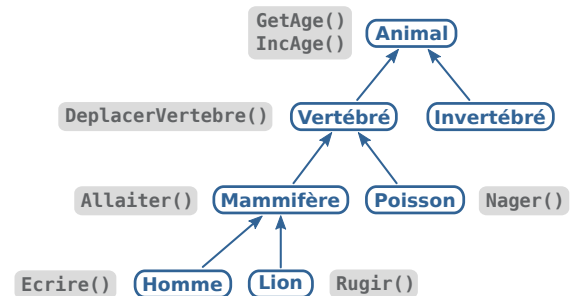 GetAge()
IncAge()
Animal
DeplacerVertebre()
Vertébré
Invertébré
Allaiter()
Mammifère
Poisson
Nager()
Ecrire()
Homme
Lion
Rugir()